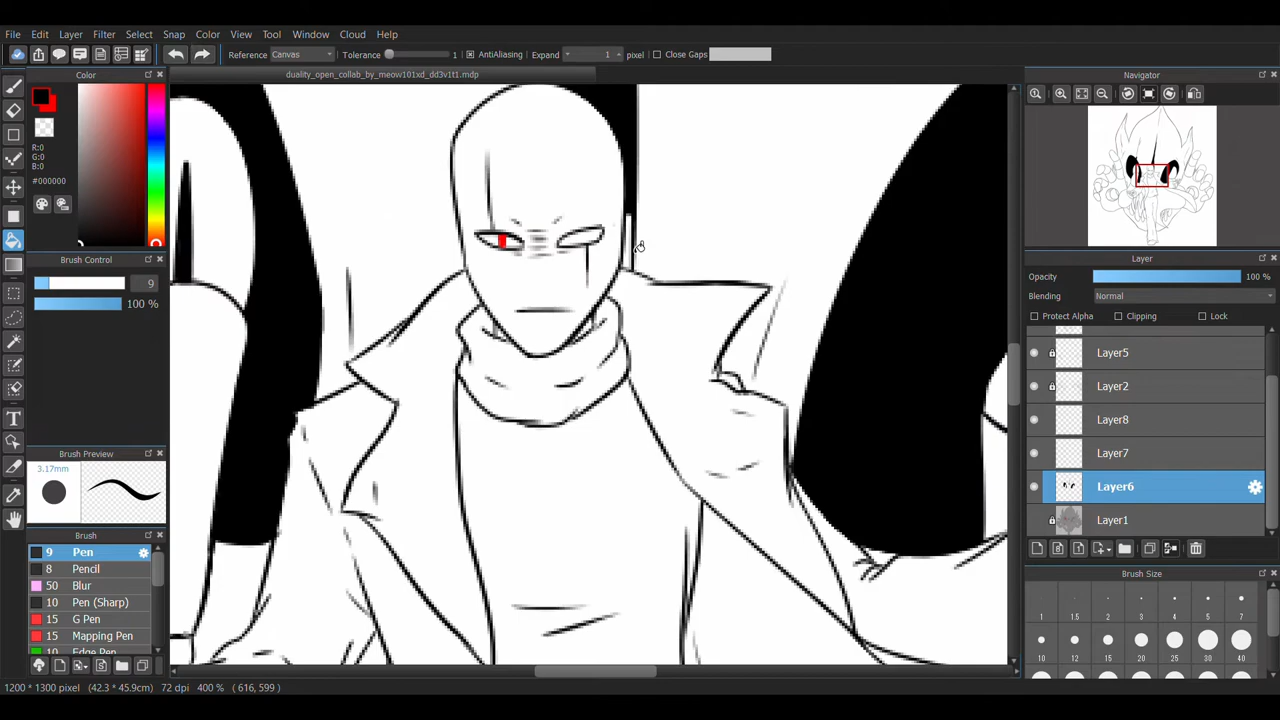 File Edit Layer Filter Select Snap Color View Tool Window Cloud Help
Reference Canvas Tolerance 1 AntiAliasing Expand 1 pixel Close Gaps
duality_open_collab_by_meow101xd_dd3v1t1.mdp
Color
R:0
G:0
B:0
#000000
Brush Control
9
100 %
Brush Preview
3.17mm
Brush
9 Pen
8 Pencil
50 Blur
10 Pen (Sharp)
15 G Pen
15 Mapping Pen
10 Edge Pen
1200 * 1300 pixel (42.3 * 45.9cm) 72 dpi 400 % ( 616, 599 )
Navigator
Layer
Opacity 100 %
Blending Normal
Protect Alpha Clipping Lock
Layer5
Layer2
Layer8
Layer7
Layer6
Layer1
Brush Size
1 1.5 2 3 4 5 7
10 12 15 20 25 30 40